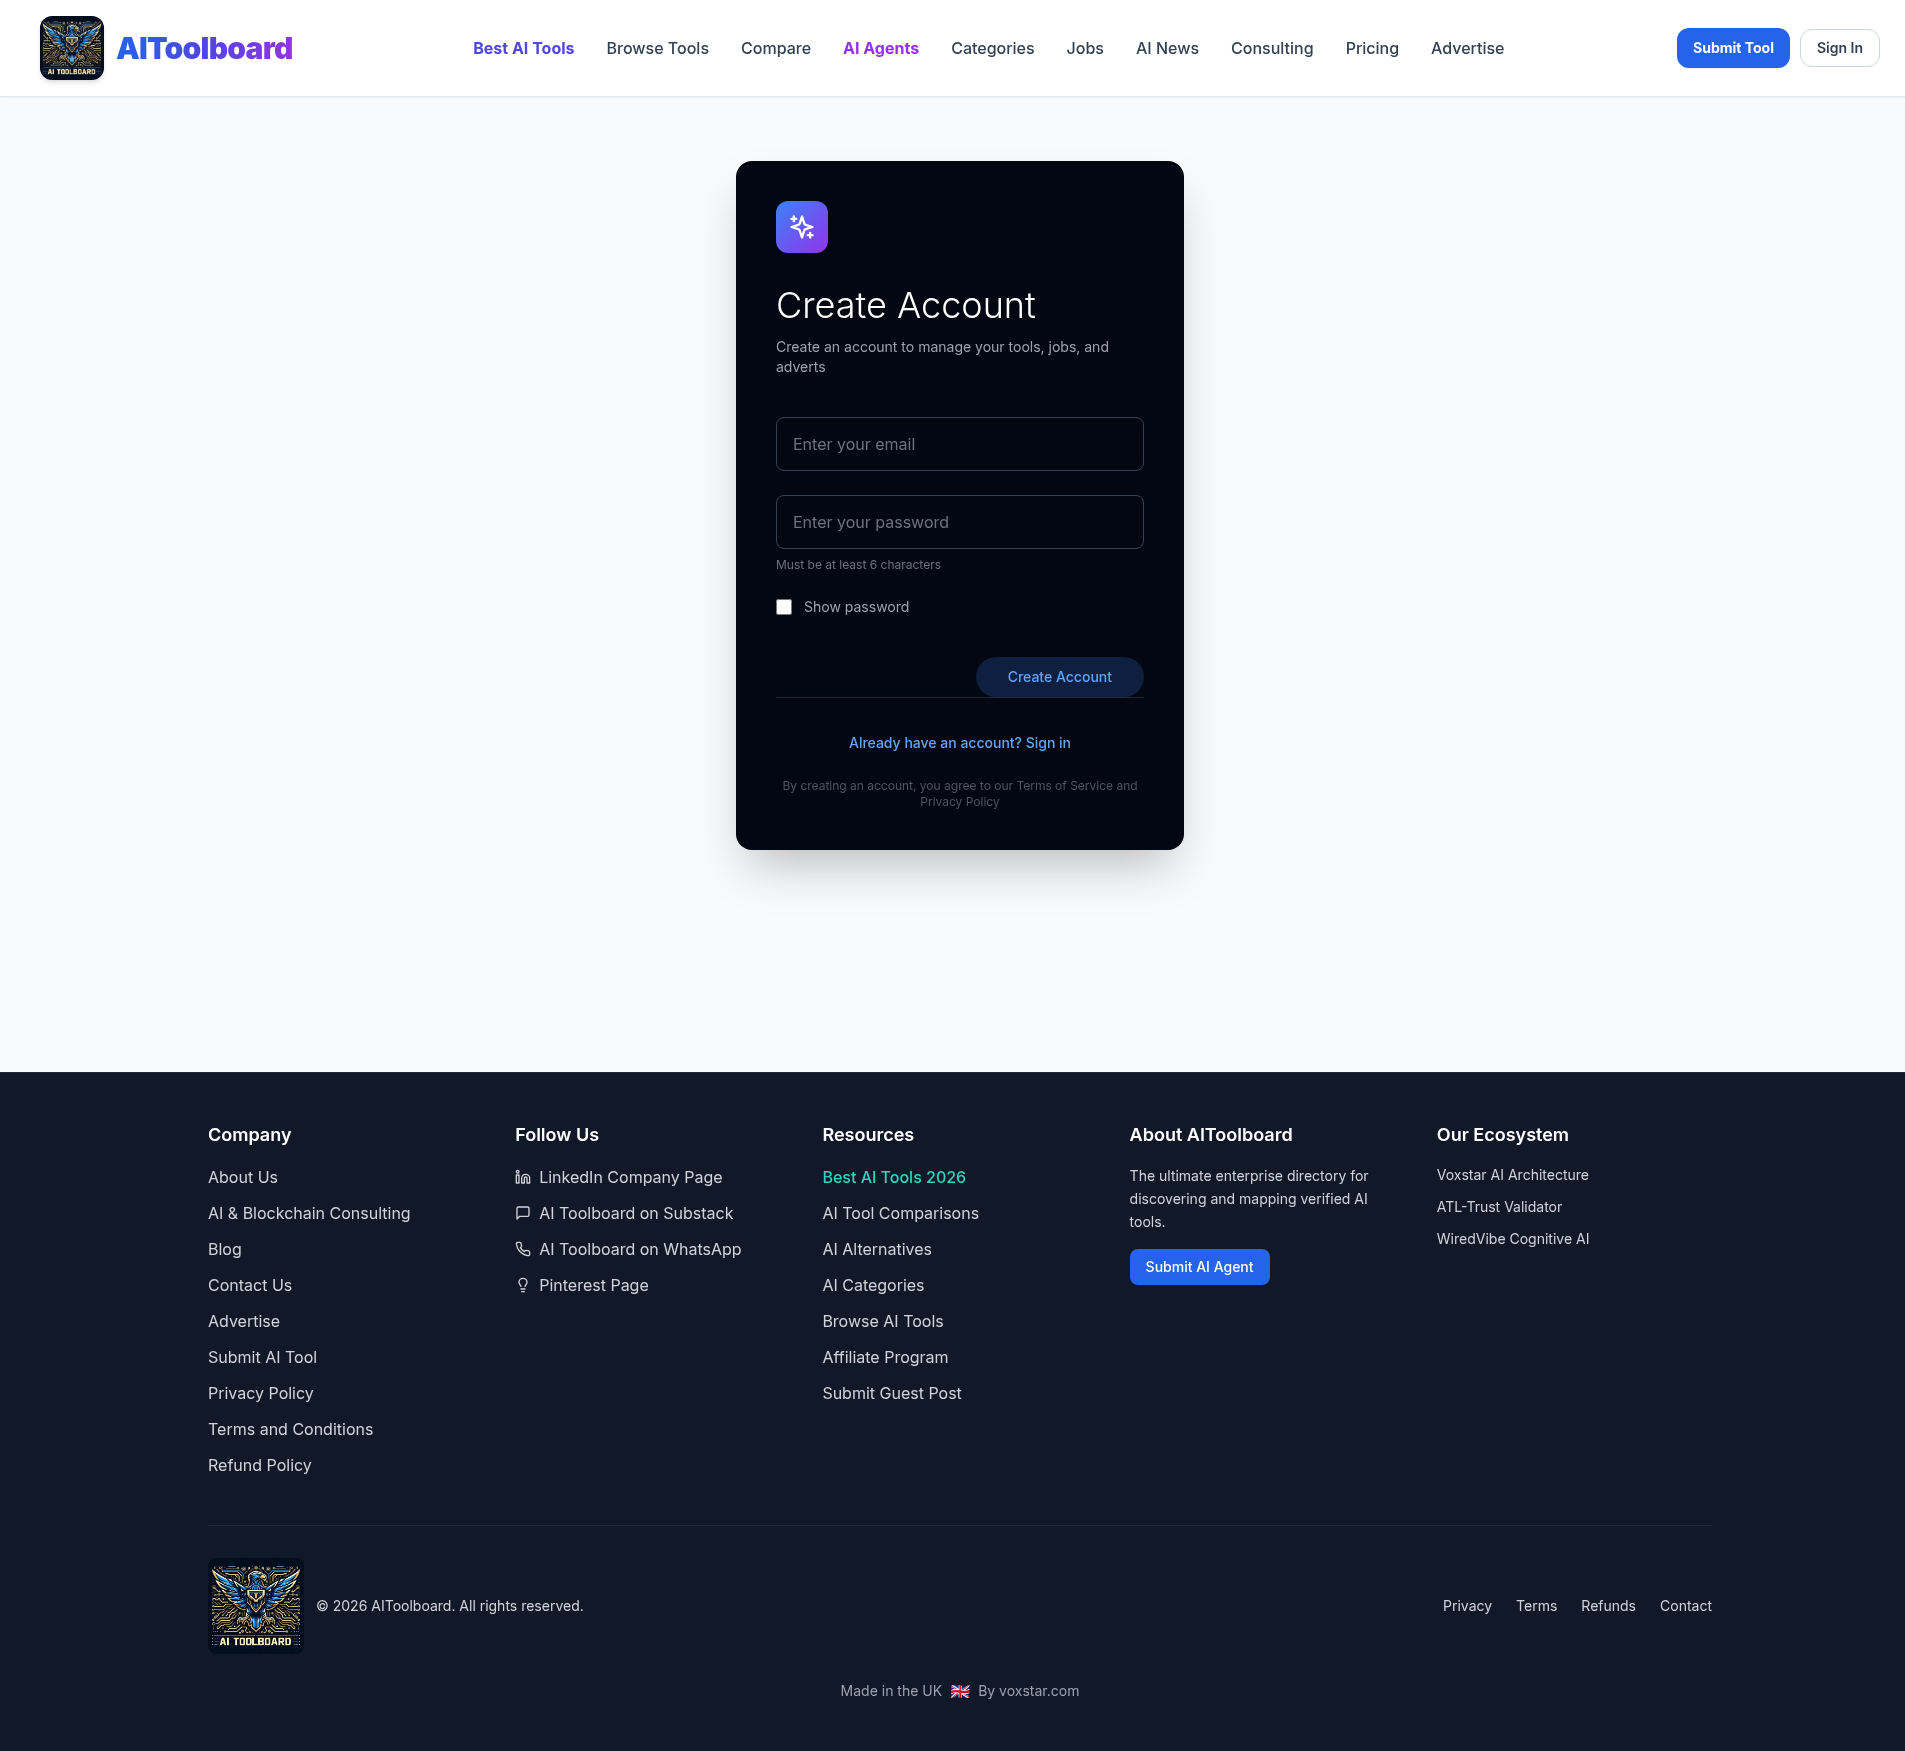 AI TOOLBOARD
AIToolboard
Best AI Tools
Browse Tools
Compare
AI Agents
Categories
Jobs
AI News
Consulting
Pricing
Advertise
Submit Tool
Sign In
Create Account
Create an account to manage your tools, jobs, and
adverts
Enter your email
Enter your password
Must be at least 6 characters
Show password
Create Account
Already have an account? Sign in
By creating an account, you agree to our Terms of Service and
Privacy Policy
Company
About Us
AI & Blockchain Consulting
Blog
Contact Us
Advertise
Submit AI Tool
Privacy Policy
Terms and Conditions
Refund Policy
Follow Us
LinkedIn Company Page
AI Toolboard on Substack
AI Toolboard on WhatsApp
Pinterest Page
Resources
Best AI Tools 2026
AI Tool Comparisons
AI Alternatives
AI Categories
Browse AI Tools
Affiliate Program
Submit Guest Post
About AIToolboard
The ultimate enterprise directory for
discovering and mapping verified AI
tools.
Submit AI Agent
Our Ecosystem
Voxstar AI Architecture
ATL-Trust Validator
WiredVibe Cognitive AI
AI TOOLBOARD
© 2026 AIToolboard. All rights reserved.
Privacy
Terms
Refunds
Contact
Made in the UK 🇬🇧 By voxstar.com